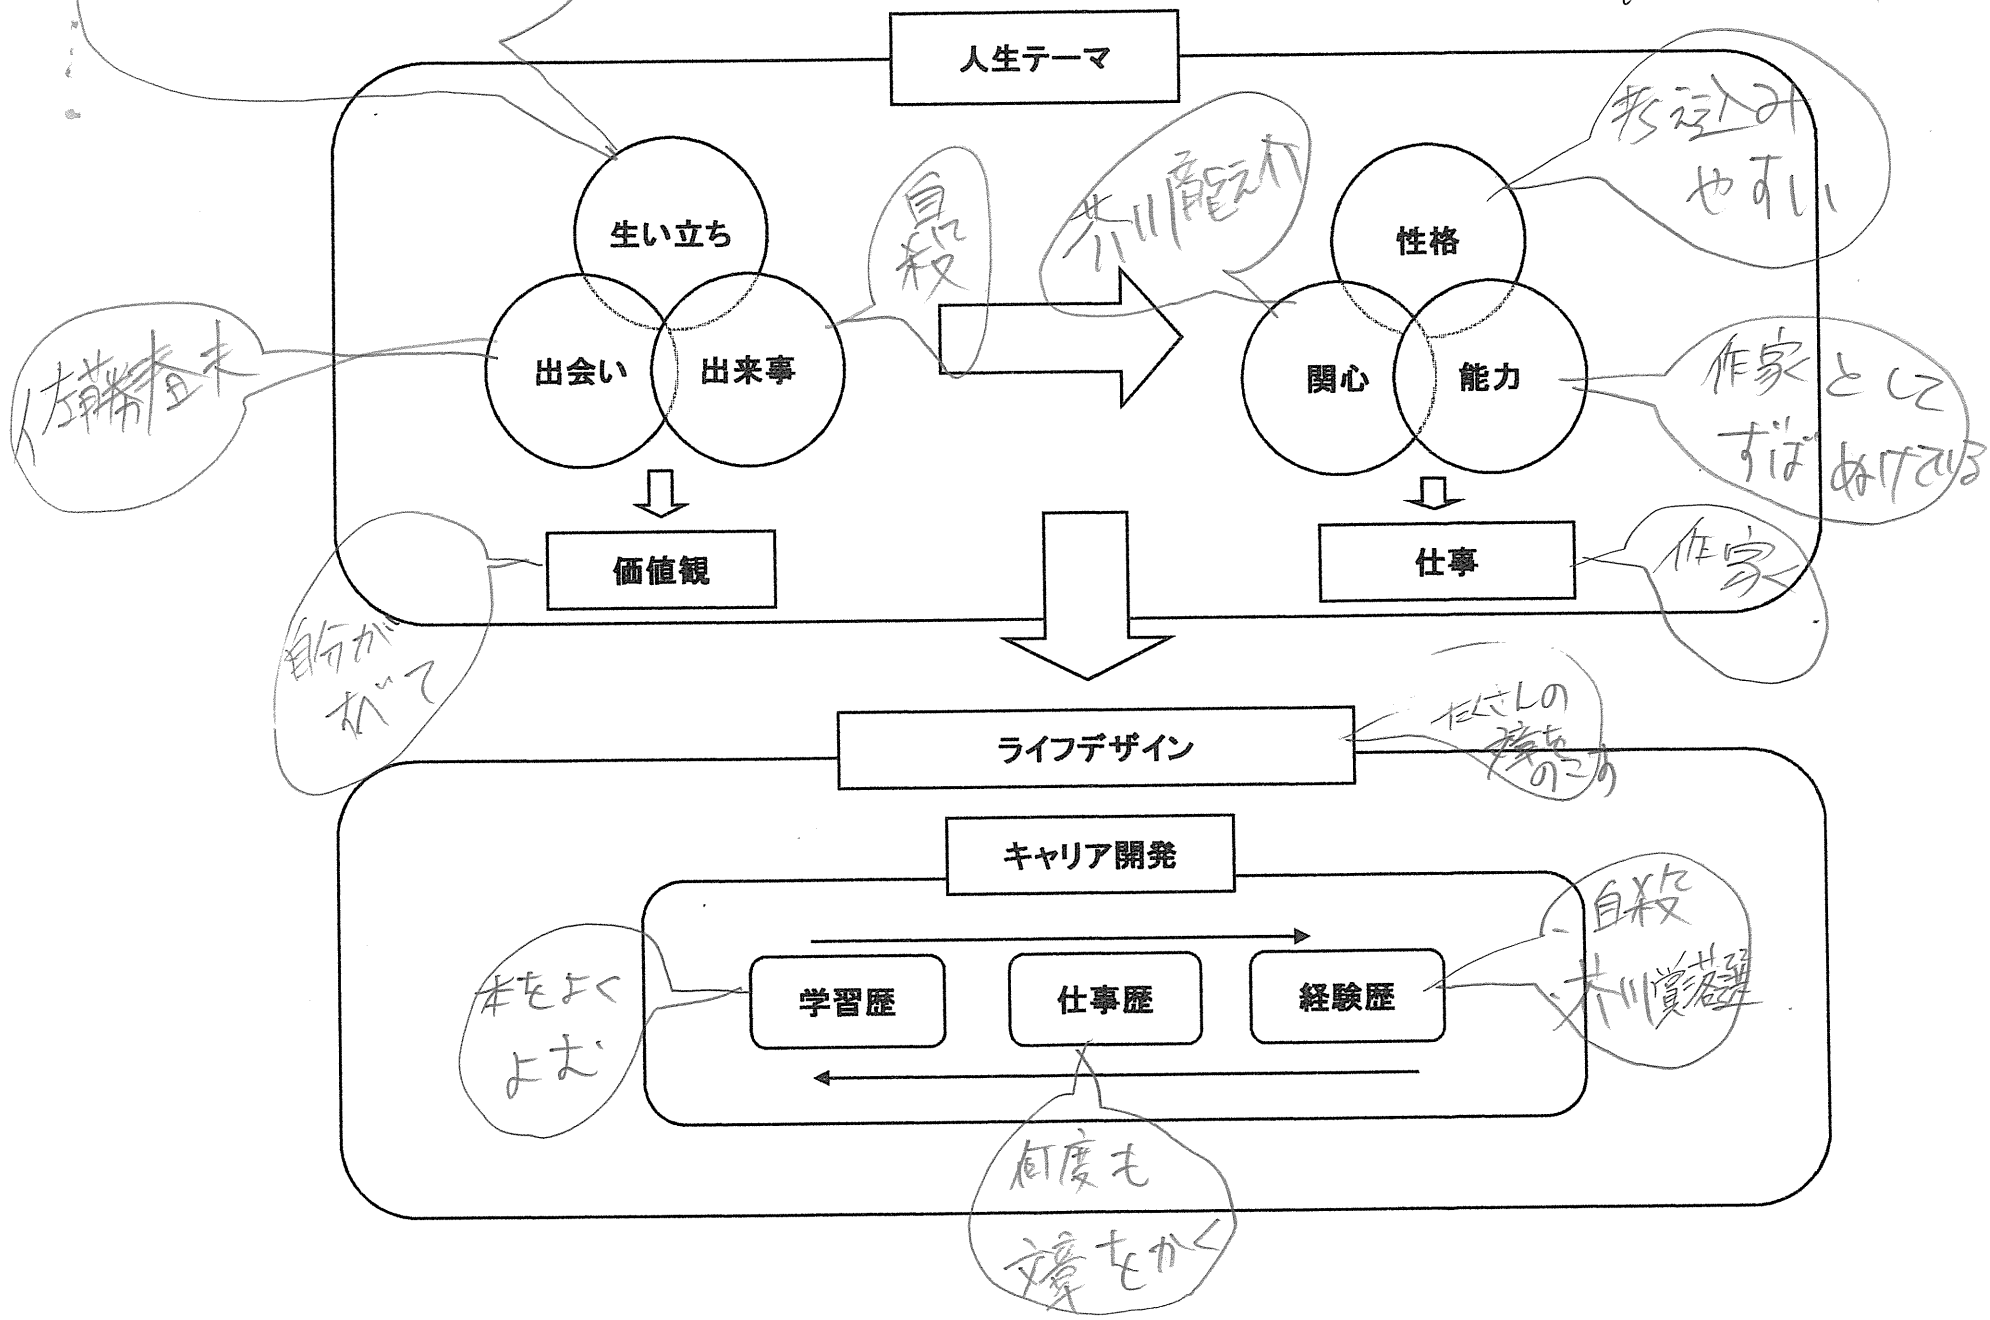 人生テーマ
考え込み
やすい
芥川龍之介
自殺
生い立ち
性格
佐藤春夫
出会い
出来事
関心
能力
作家として
ずばぬけている
価値観
仕事
作家
自分が
すべて
たくさんの
文章を
のこす
ライフデザイン
キャリア開発
・自殺
・芥川賞落選
本をよく
よむ
学習歴
仕事歴
経験歴
何度も
文章をかく